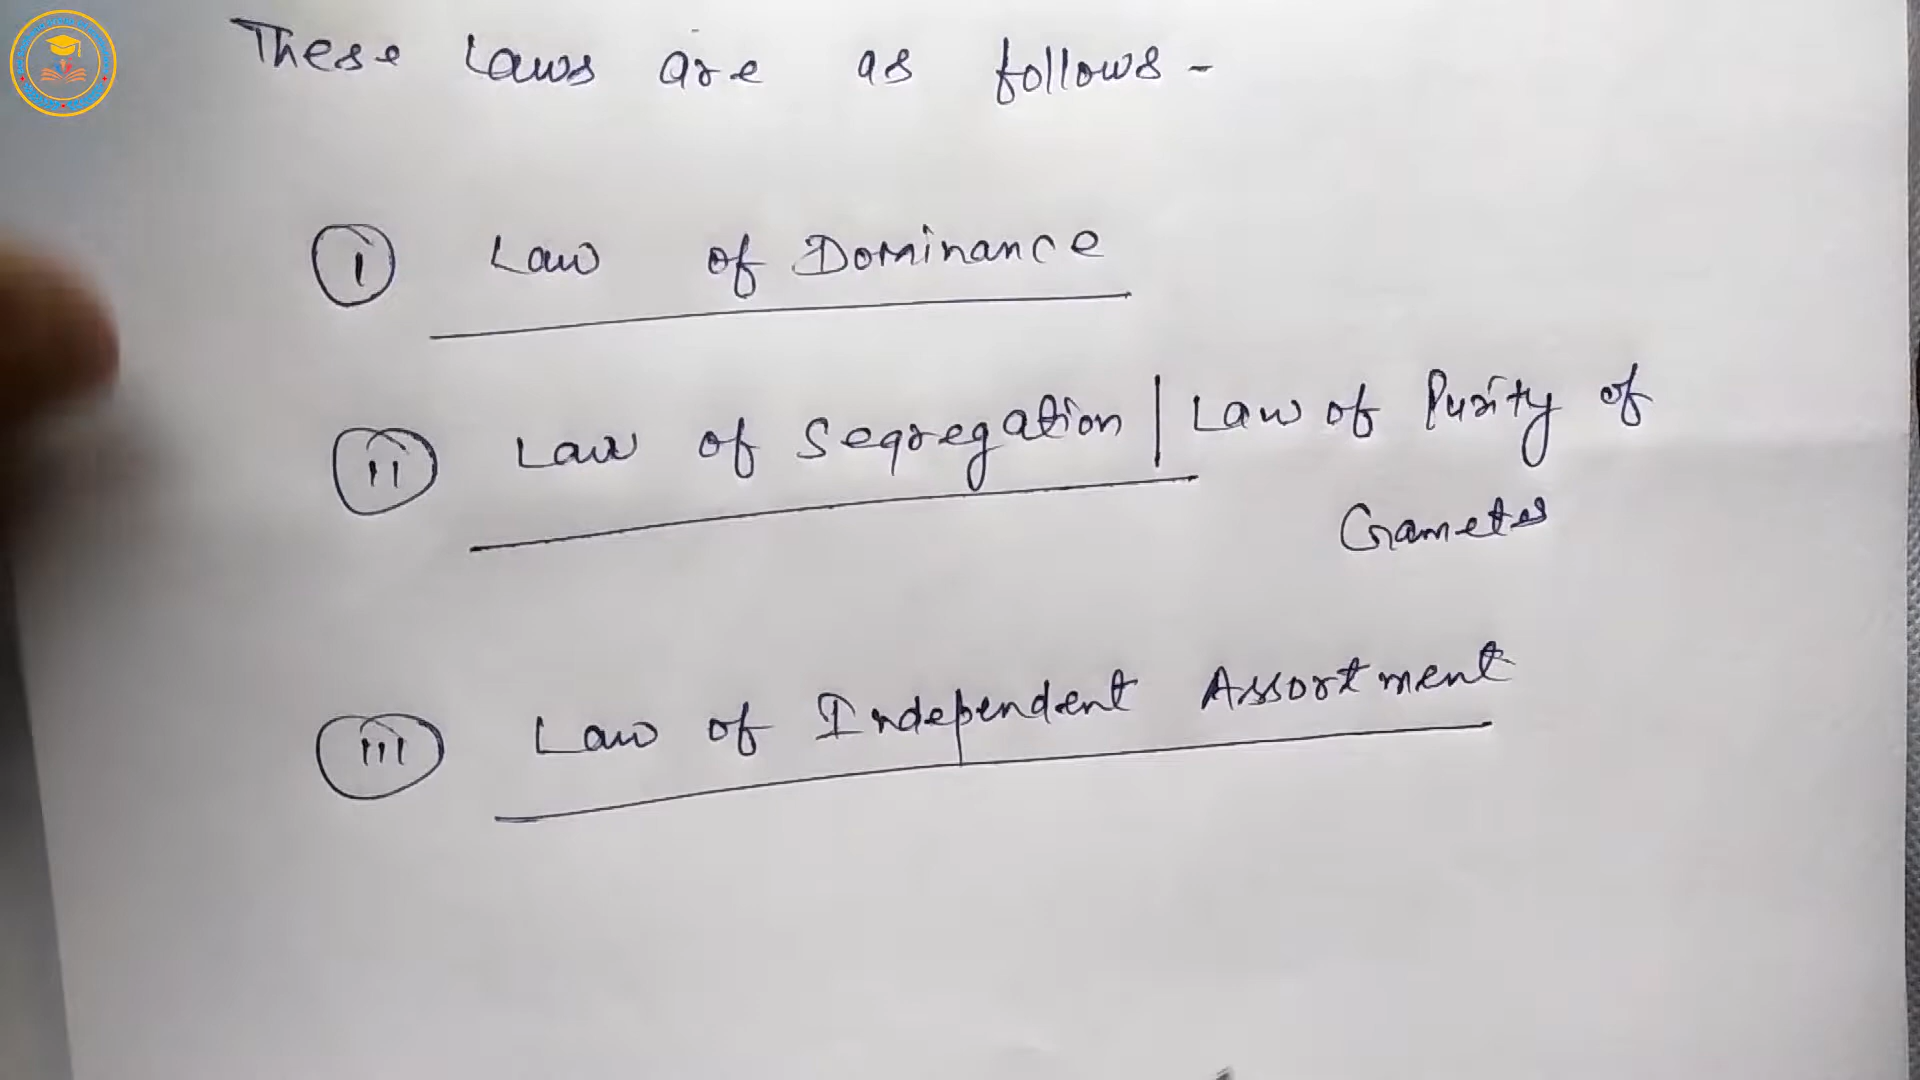 These Laws are as follows -
(i) Law of Dominance
(ii) Law of Segregation | Law of Purity of
Gametes
(iii) Law of Independent Assortment